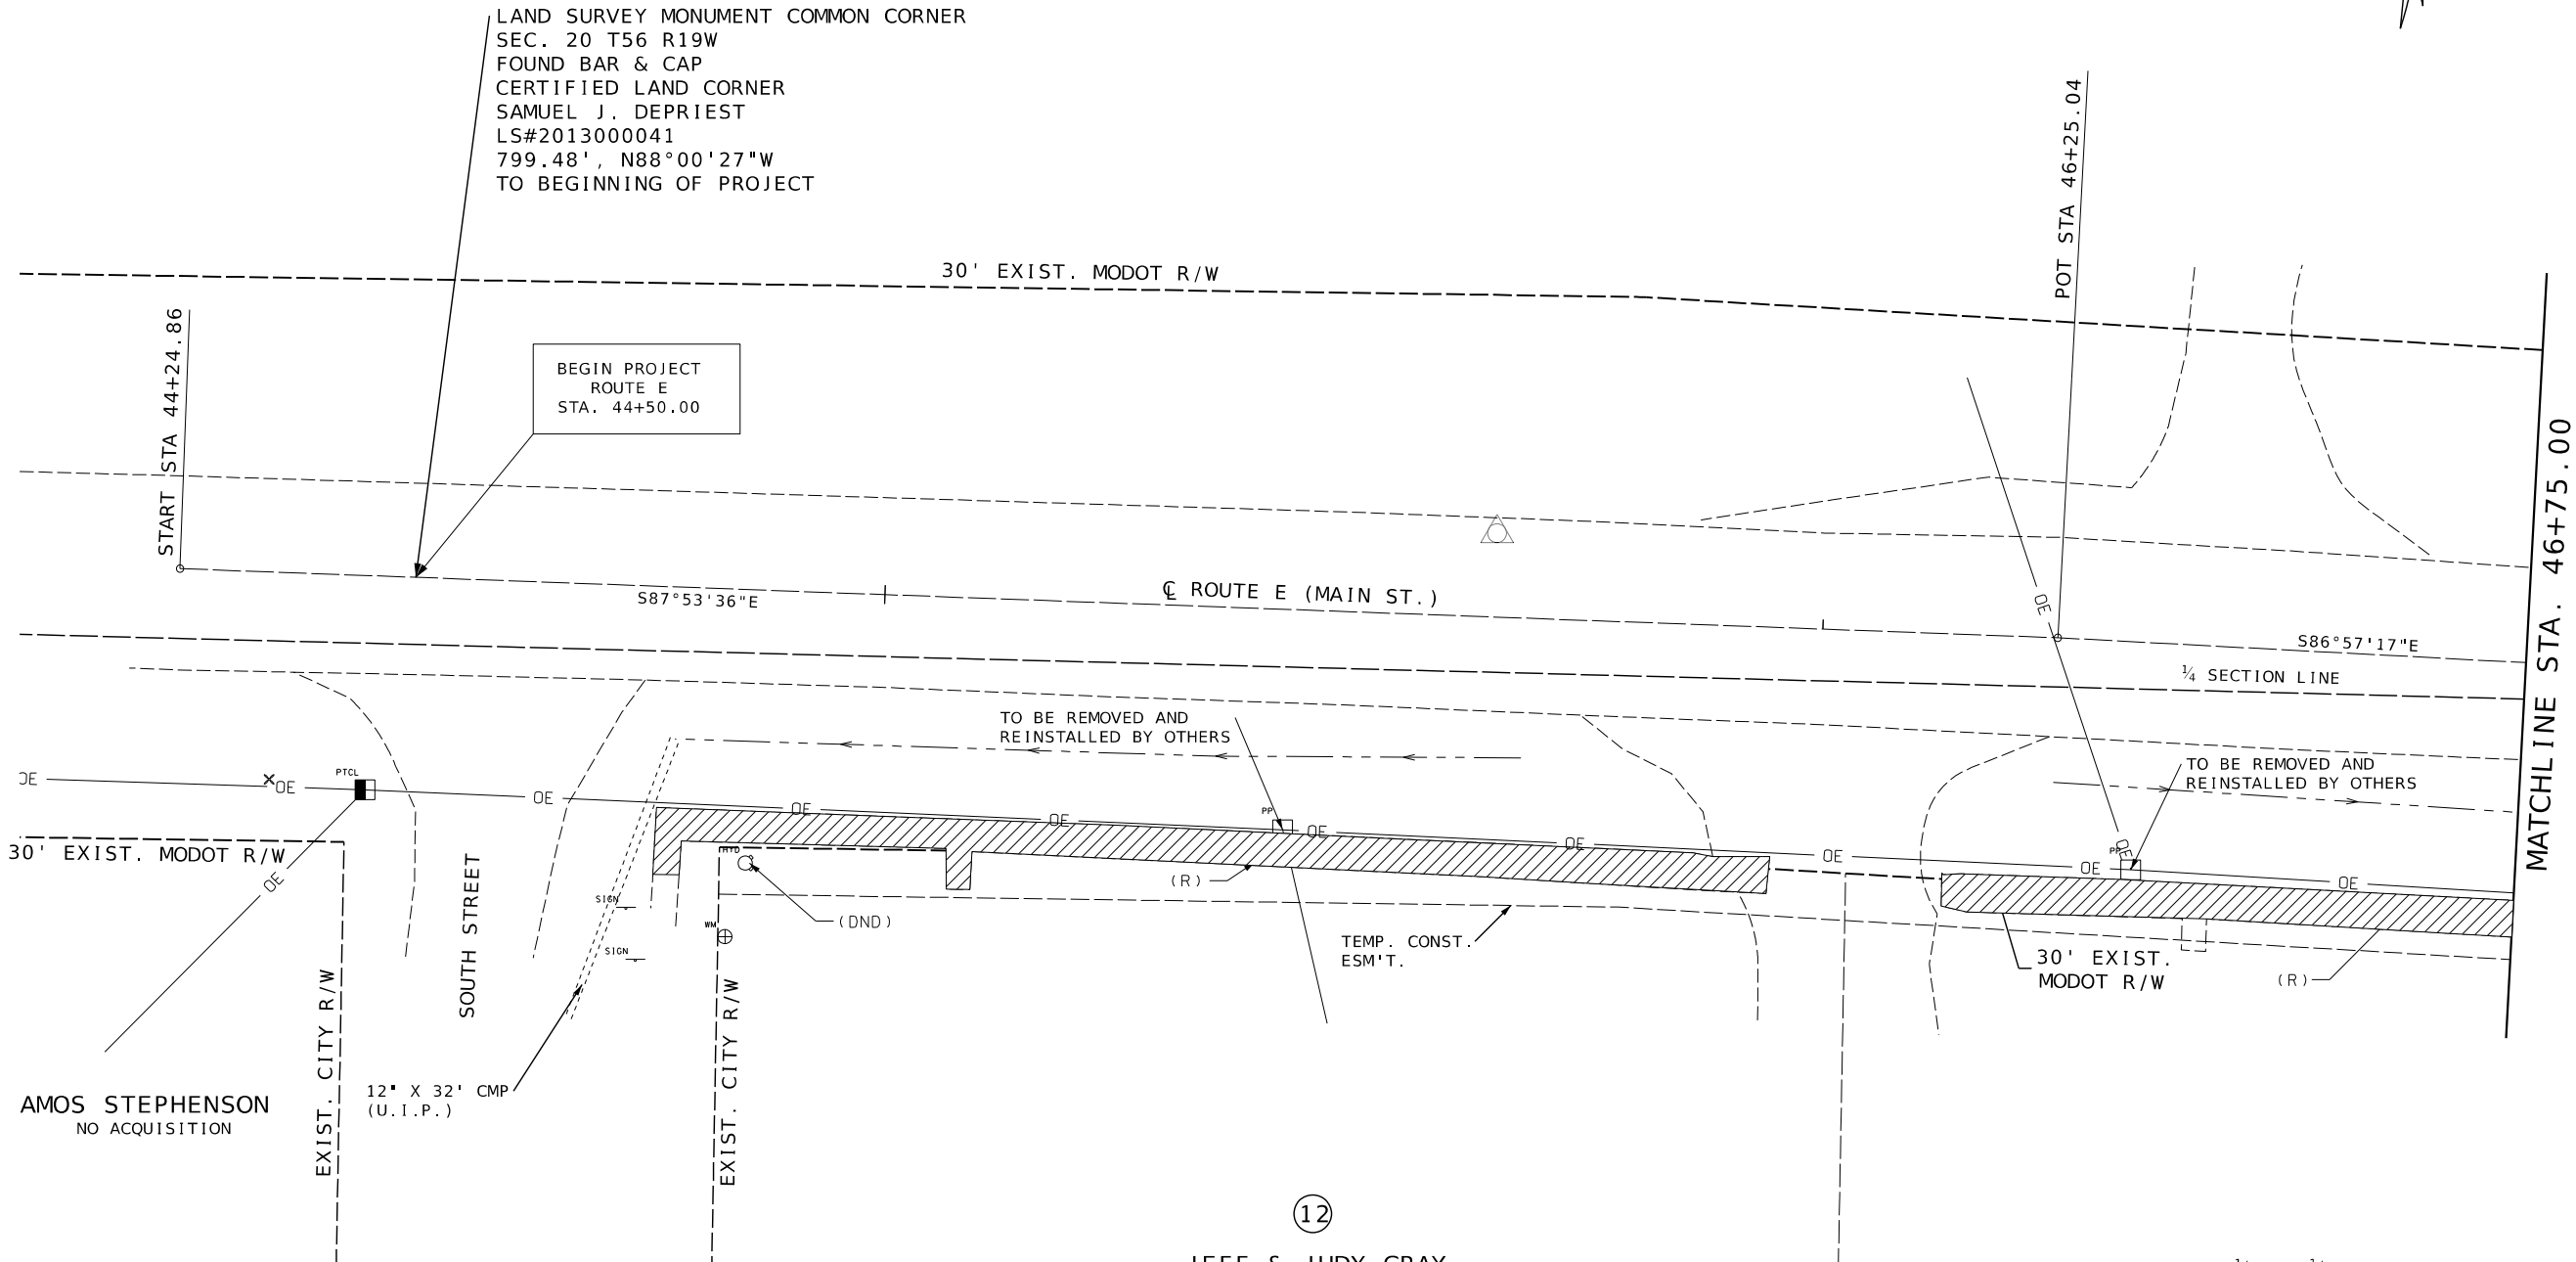 LAND SURVEY MONUMENT COMMON CORNER
SEC. 20 T56 R19W
FOUND BAR & CAP
CERTIFIED LAND CORNER
SAMUEL J. DEPRIEST
LS#2013000041
799.48', N88°00'27"W
TO BEGINNING OF PROJECT
POT STA 46+25.04
30' EXIST. MODOT R/W
START STA 44+24.86
BEGIN PROJECT
ROUTE E
STA. 44+50.00
MATCHLINE STA. 46+75.00
OE
S87°53'36"E
℄ ROUTE E (MAIN ST.)
S86°57'17"E
¼ SECTION LINE
TO BE REMOVED AND
REINSTALLED BY OTHERS
TO BE REMOVED AND
REINSTALLED BY OTHERS
PTCL
OE
OE
OE
OE
OE
PP
OE
OE
OE
PP
OE
OE
OE
30' EXIST. MODOT R/W
OE
HYD
(R)
SOUTH STREET
SIGN
WM
(DND)
SIGN
TEMP. CONST.
ESM'T.
30' EXIST.
MODOT R/W
(R)
EXIST. CITY R/W
EXIST. CITY R/W
12" X 32' CMP
(U.I.P.)
AMOS STEPHENSON
NO ACQUISITION
12
JEFF & JUDY GRAY